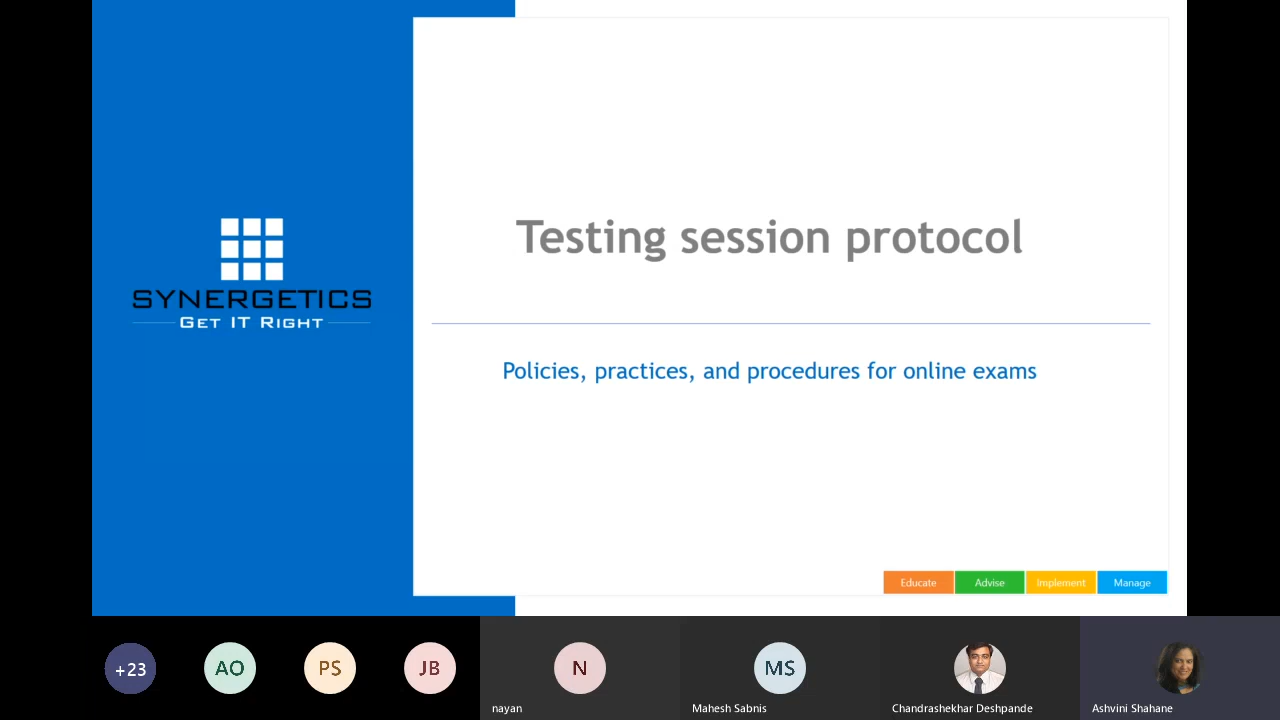 Testing session protocol
SYNERGETICS
GET IT RIGHT
Policies, practices, and procedures for online exams
Educate
Advise
Implement
Manage
+23
AO
PS
JB
N
MS
nayan
Mahesh Sabnis
Chandrashekhar Deshpande
Ashvini Shahane